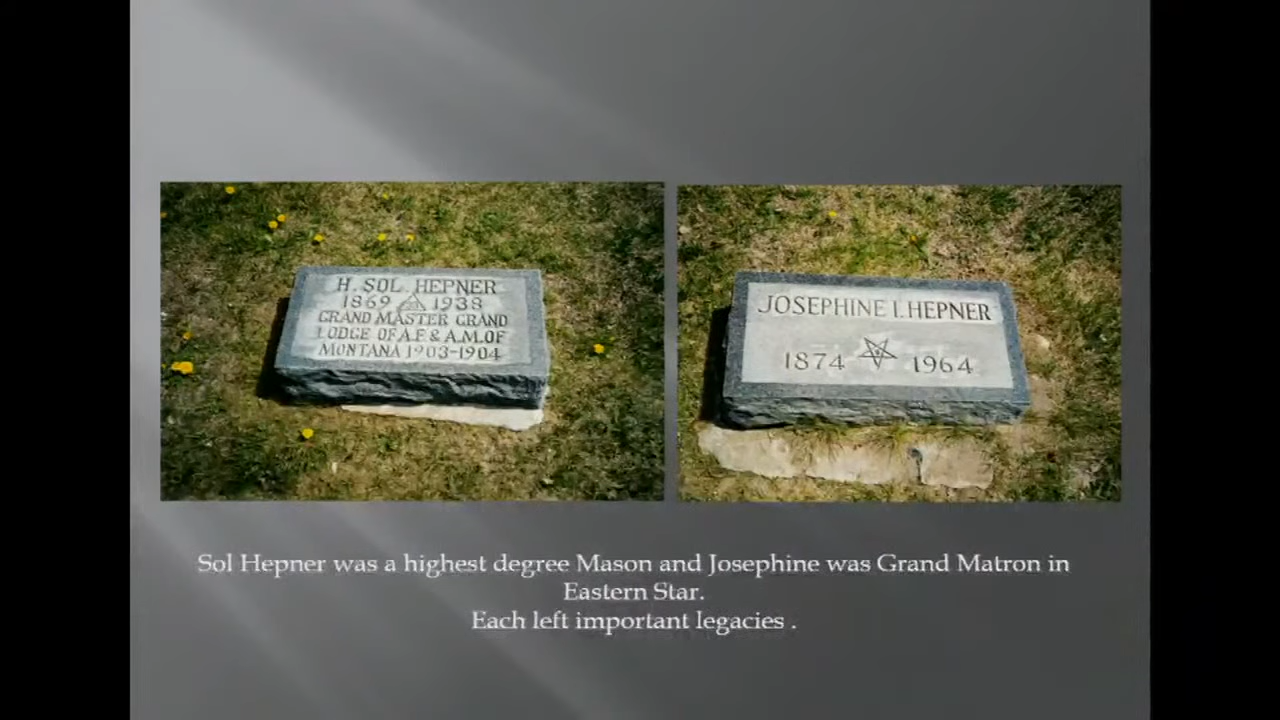 H. SOL HEPNER
1869 1938
GRAND MASTER GRAND
LODGE OF A.F. & A.M. OF
MONTANA 1903-1904
JOSEPHINE I. HEPNER
1874 1964
Sol Hepner was a highest degree Mason and Josephine was Grand Matron in
Eastern Star.
Each left important legacies .